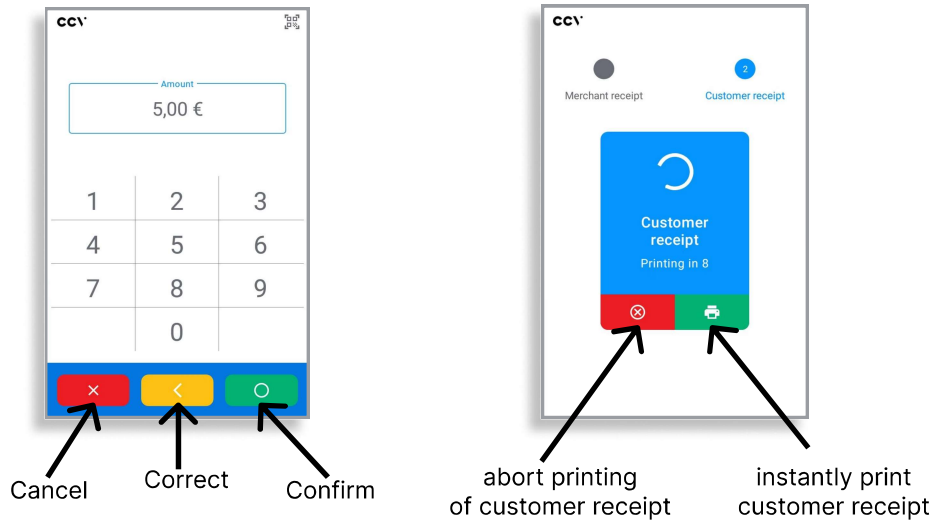 ccv
Amount
5,00 €
1 2 3
4 5 6
7 8 9
0
Cancel
Correct
Confirm
ccv
2
Merchant receipt
Customer receipt
Customer
receipt
Printing in 8
abort printing
of customer receipt
instantly print
customer receipt